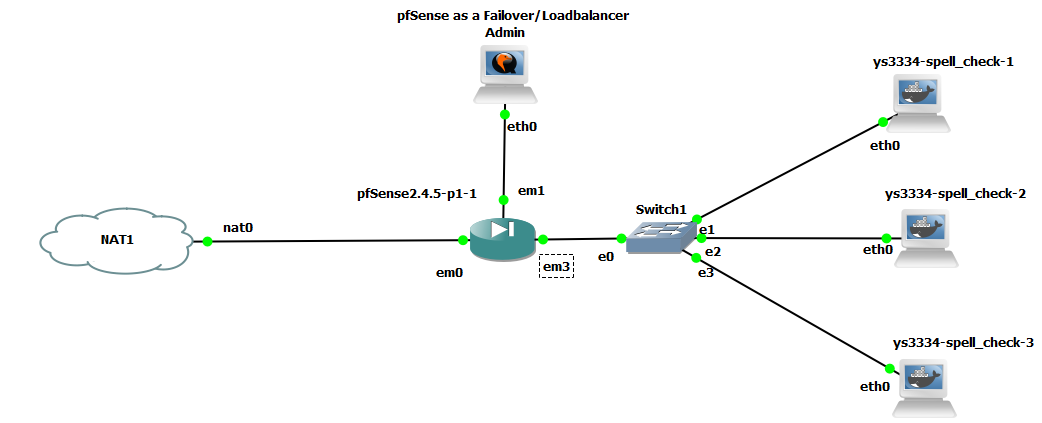 pfSense as a Failover/Loadbalancer
Admin
eth0
em1
pfSense2.4.5-p1-1
NAT1
nat0
em0
em3
Switch1
e0
e1
e2
e3
ys3334-spell_check-1
eth0
ys3334-spell_check-2
eth0
ys3334-spell_check-3
eth0